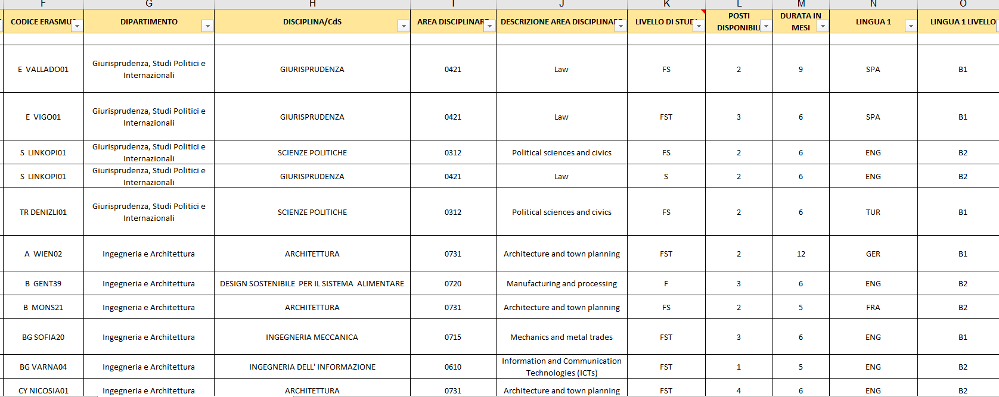 F G H I J K L M N O
CODICE ERASMUS DIPARTIMENTO DISCIPLINA/CdS AREA DISCIPLINARE DESCRIZIONE AREA DISCIPLINARE LIVELLO DI STUDI POSTI DISPONIBILI DURATA IN MESI LINGUA 1 LINGUA 1 LIVELLO
E VALLADO01 Giurisprudenza, Studi Politici e Internazionali GIURISPRUDENZA 0421 Law FS 2 9 SPA B1
E VIGO01 Giurisprudenza, Studi Politici e Internazionali GIURISPRUDENZA 0421 Law FST 3 6 SPA B1
S LINKOPI01 Giurisprudenza, Studi Politici e Internazionali SCIENZE POLITICHE 0312 Political sciences and civics FS 2 6 ENG B2
S LINKOPI01 Giurisprudenza, Studi Politici e Internazionali GIURISPRUDENZA 0421 Law S 2 6 ENG B2
TR DENIZLI01 Giurisprudenza, Studi Politici e Internazionali SCIENZE POLITICHE 0312 Political sciences and civics FS 2 6 TUR B1
A WIEN02 Ingegneria e Architettura ARCHITETTURA 0731 Architecture and town planning FST 2 12 GER B1
B GENT39 Ingegneria e Architettura DESIGN SOSTENIBILE PER IL SISTEMA ALIMENTARE 0720 Manufacturing and processing F 3 6 ENG B2
B MONS21 Ingegneria e Architettura ARCHITETTURA 0731 Architecture and town planning FS 2 5 FRA B2
BG SOFIA20 Ingegneria e Architettura INGEGNERIA MECCANICA 0715 Mechanics and metal trades FST 3 6 ENG B1
BG VARNA04 Ingegneria e Architettura INGEGNERIA DELL' INFORMAZIONE 0610 Information and Communication Technologies (ICTs) FST 1 5 ENG B2
CY NICOSIA01 Ingegneria e Architettura ARCHITETTURA 0731 Architecture and town planning FST 4 6 ENG B2